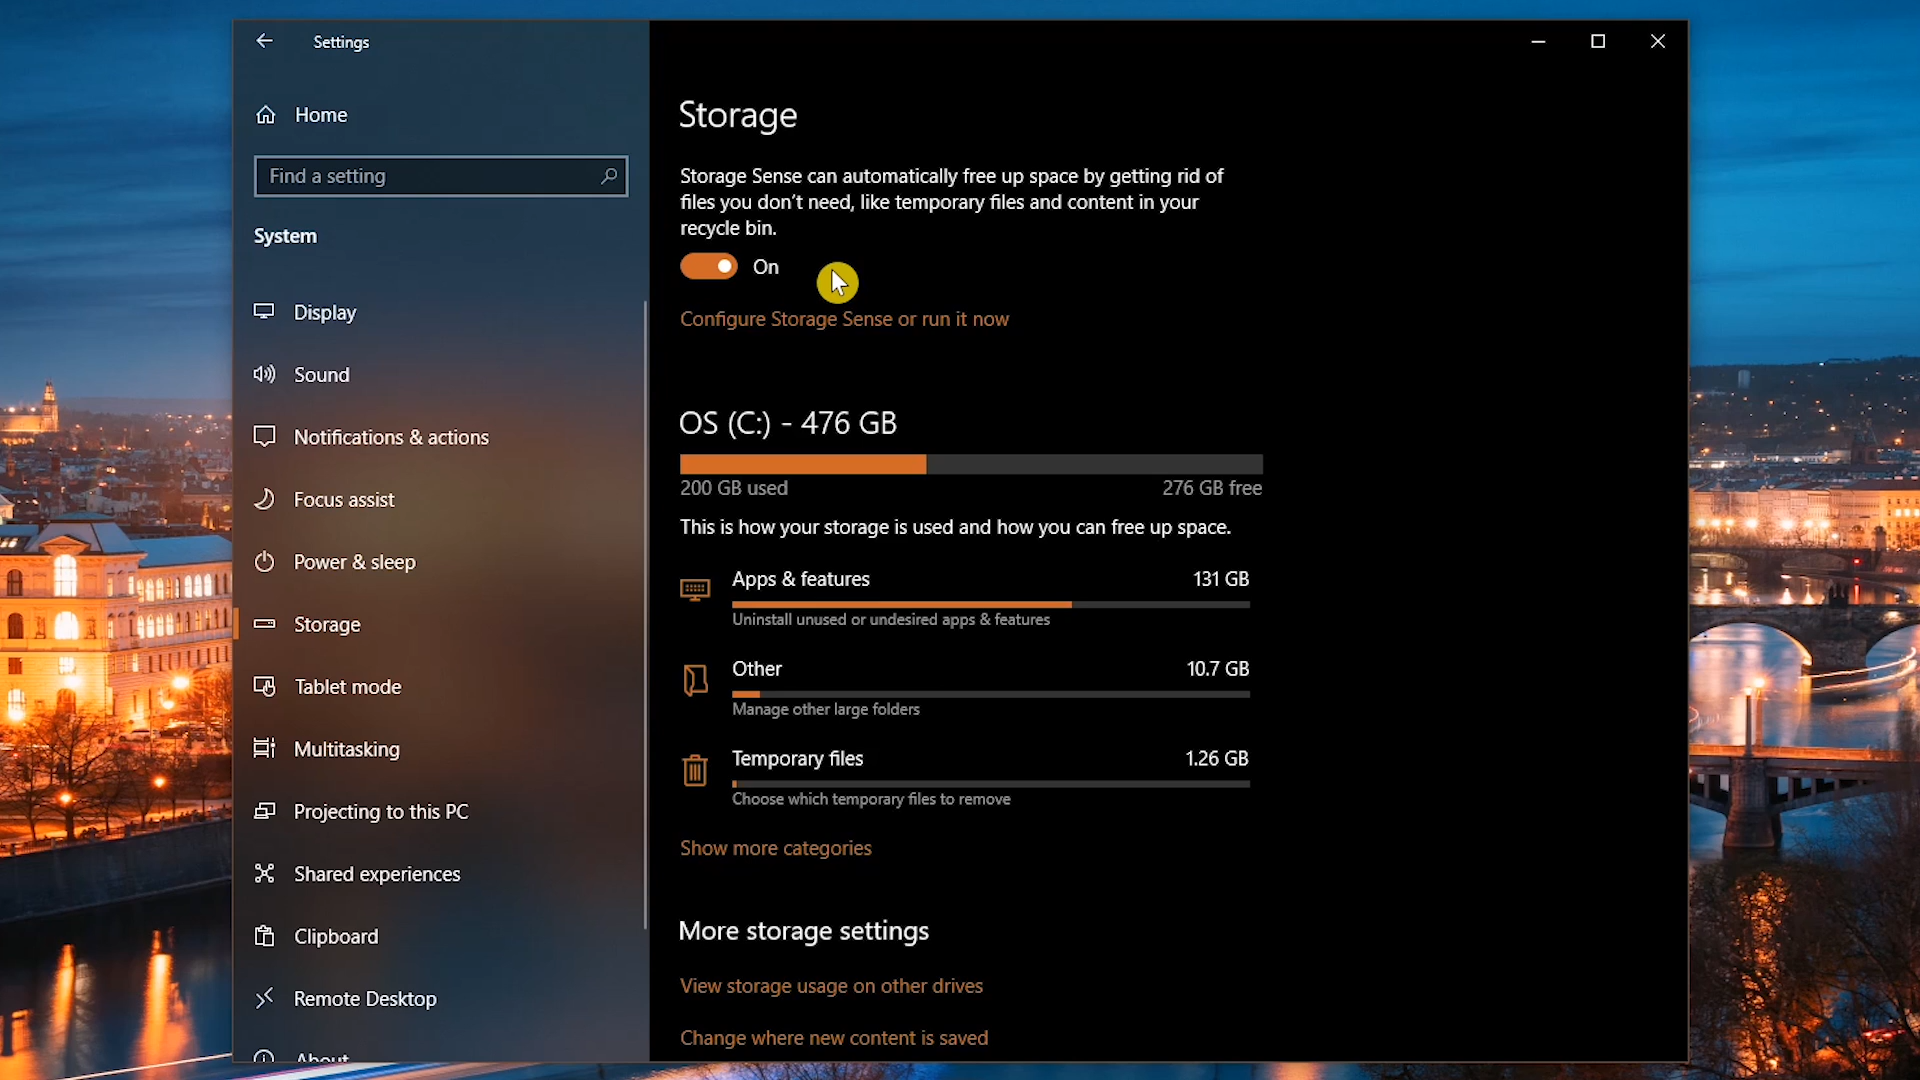 Settings
Home
Find a setting
System
Display
Sound
Notifications & actions
Focus assist
Power & sleep
Storage
Tablet mode
Multitasking
Projecting to this PC
Shared experiences
Clipboard
Remote Desktop
About
Storage
Storage Sense can automatically free up space by getting rid of
files you don't need, like temporary files and content in your
recycle bin.
On
Configure Storage Sense or run it now
OS (C:) - 476 GB
200 GB used 276 GB free
This is how your storage is used and how you can free up space.
Apps & features 131 GB
Uninstall unused or undesired apps & features
Other 10.7 GB
Manage other large folders
Temporary files 1.26 GB
Choose which temporary files to remove
Show more categories
More storage settings
View storage usage on other drives
Change where new content is saved